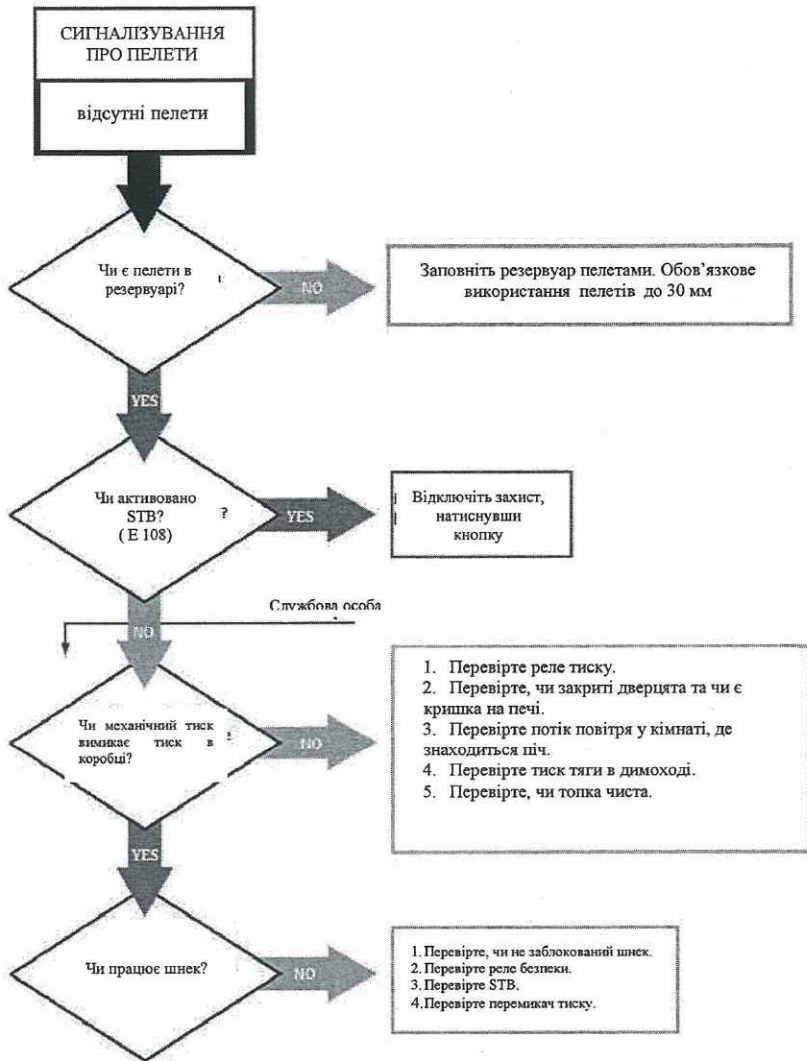 СИГНАЛІЗУВАННЯ
ПРО ПЕЛЕТИ
відсутні пелети
Чи є пелети в
резервуарі?
NO
Заповніть резервуар пелетами. Обов’язкове
використання пелетів до 30 мм
YES
Чи активовано
STB? ?
( E 108)
YES
Відключіть захист,
натиснувши
кнопку
Службова особа
NO
Чи механічний тиск
вимикає тиск в
коробці?
NO
1. Перевірте реле тиску.
2. Перевірте, чи закриті дверцята та чи є
кришка на печі.
3. Перевірте потік повітря у кімнаті, де
знаходиться піч.
4. Перевірте тиск тяги в димоході.
5. Перевірте, чи топка чиста.
YES
Чи працює шнек?
NO
1. Перевірте, чи не заблокований шнек.
2. Перевірте реле безпеки.
3. Перевірте STB.
4. Перевірте перемикач тиску.